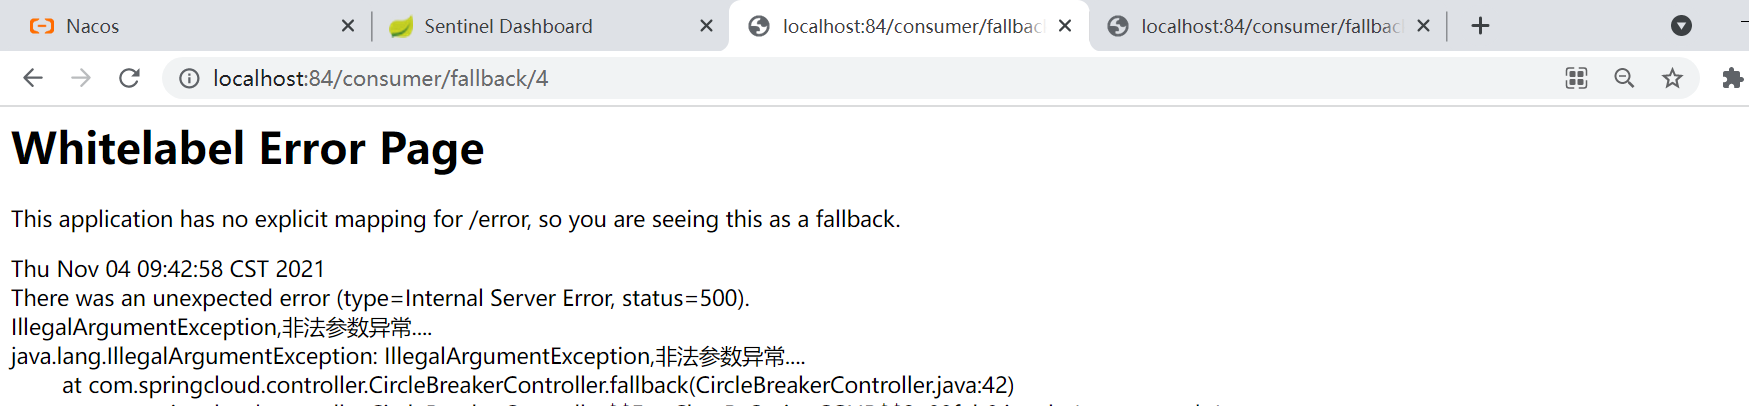 Nacos
Sentinel Dashboard
localhost:84/consumer/fallbac
localhost:84/consumer/fallbac
localhost:84/consumer/fallback/4
Whitelabel Error Page
This application has no explicit mapping for /error, so you are seeing this as a fallback.
Thu Nov 04 09:42:58 CST 2021
There was an unexpected error (type=Internal Server Error, status=500).
IllegalArgumentException,非法参数异常....
java.lang.IllegalArgumentException: IllegalArgumentException,非法参数异常....
at com.springcloud.controller.CircleBreakerController.fallback(CircleBreakerController.java:42)